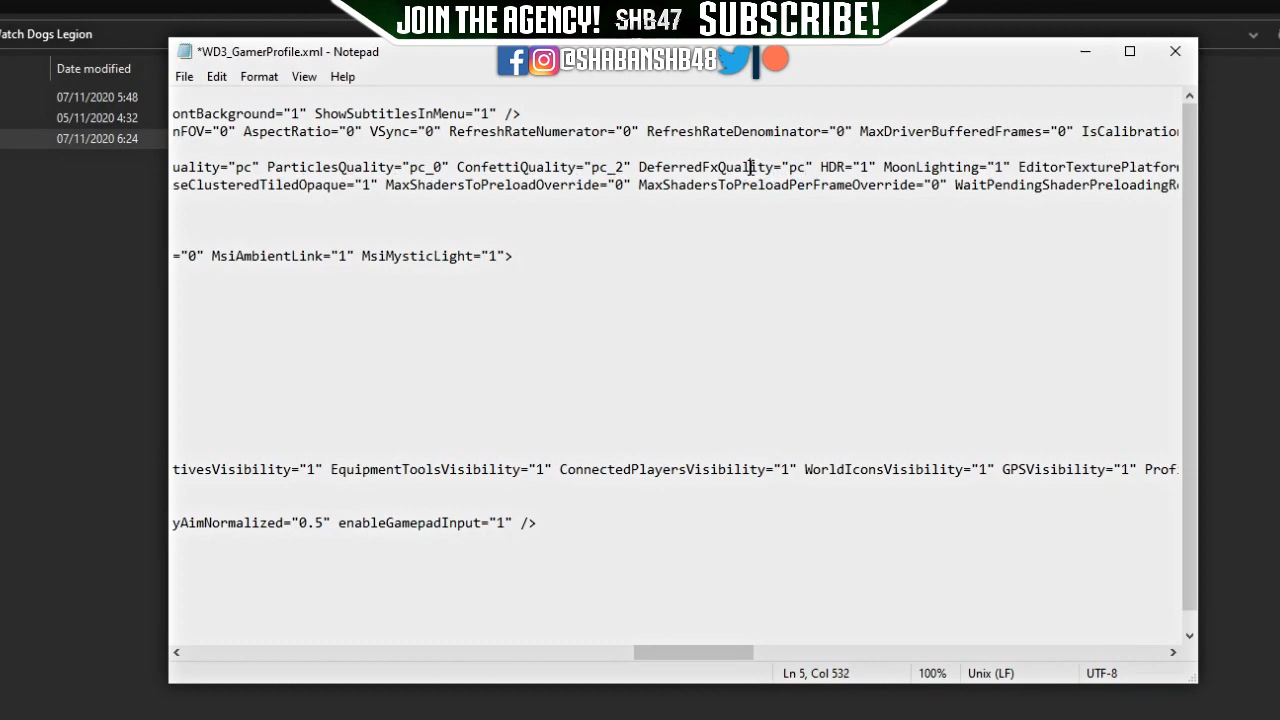 JOIN THE AGENCY! SHB47 SUBSCRIBE!
atch Dogs Legion
*WD3_GamerProfile.xml - Notepad
@SHABANSHB48
Date modified
File Edit Format View Help
07/11/2020 5:48
05/11/2020 4:32
07/11/2020 6:24
ontBackground="1" ShowSubtitlesInMenu="1" />
nFOV="0" AspectRatio="0" VSync="0" RefreshRateNumerator="0" RefreshRateDenominator="0" MaxDriverBufferedFrames="0" IsCalibration
uality="pc" ParticlesQuality="pc_0" ConfettiQuality="pc_2" DeferredFxQuality="pc" HDR="1" MoonLighting="1" EditorTexturePlatform
seClusteredTiledOpaque="1" MaxShadersToPreloadOverride="0" MaxShadersToPreloadPerFrameOverride="0" WaitPendingShaderPreloadingRe
="0" MsiAmbientLink="1" MsiMysticLight="1">
tivesVisibility="1" EquipmentToolsVisibility="1" ConnectedPlayersVisibility="1" WorldIconsVisibility="1" GPSVisibility="1" Prof
yAimNormalized="0.5" enableGamepadInput="1" />
Ln 5, Col 532 100% Unix (LF) UTF-8